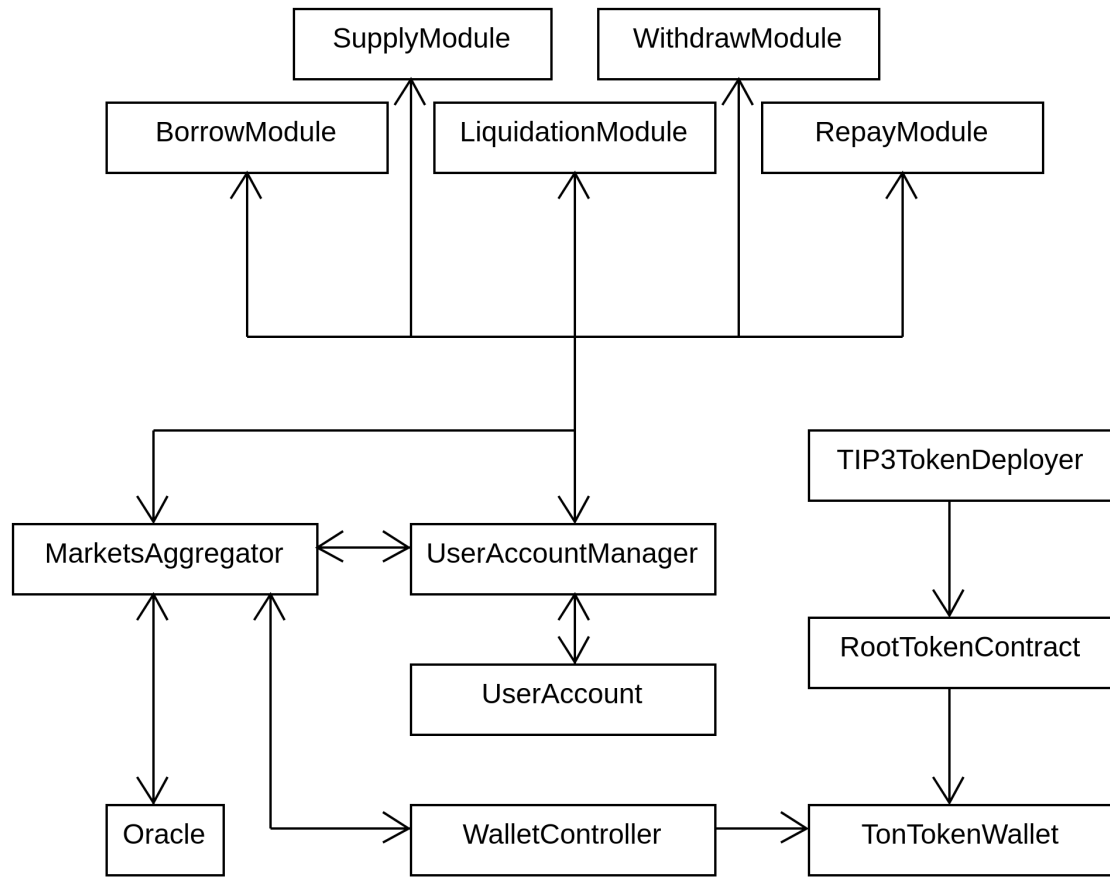 SupplyModule
WithdrawModule
BorrowModule
LiquidationModule
RepayModule
TIP3TokenDeployer
MarketsAggregator
UserAccountManager
RootTokenContract
UserAccount
Oracle
WalletController
TonTokenWallet